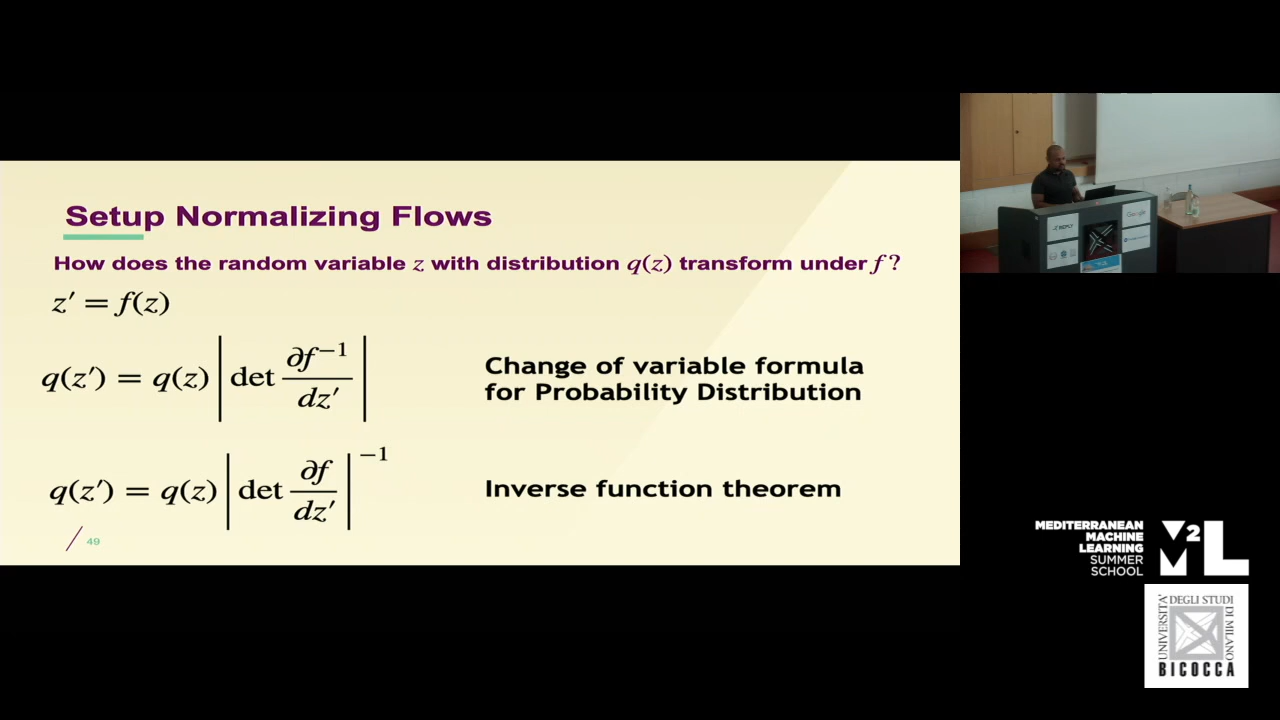 Setup Normalizing Flows
How does the random variable z with distribution q(z) transform under f ?
z′ = f(z)
q(z′) = q(z) |det ∂f⁻¹/dz′|
Change of variable formula
for Probability Distribution
q(z′) = q(z) |det ∂f/dz′|⁻¹
Inverse function theorem
49
Google
MEDITERRANEAN
MACHINE
LEARNING
SUMMER
SCHOOL
M2L
UNIVERSITÀ
DEGLI STUDI
DI MILANO
BICOCCA